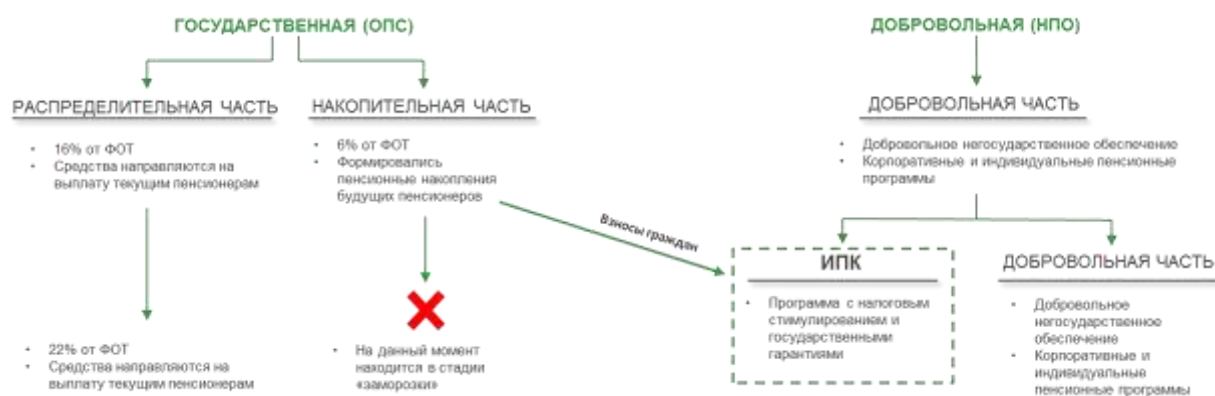 ГОСУДАРСТВЕННАЯ (ОПС)
РАСПРЕДЕЛИТЕЛЬНАЯ ЧАСТЬ
• 16% от ФОТ
• Средства направляются на
выплату текущим пенсионерам
• 22% от ФОТ
• Средства направляются на
выплату текущим пенсионерам
НАКОПИТЕЛЬНАЯ ЧАСТЬ
• 6% от ФОТ
• Формировались
пенсионные накопления
будущих пенсионеров
• На данный момент
находится в стадии
«заморозки»
Взносы граждан
ДОБРОВОЛЬНАЯ (НПО)
ДОБРОВОЛЬНАЯ ЧАСТЬ
• Добровольное негосударственное обеспечение
• Корпоративные и индивидуальные пенсионные
программы
ИПК
• Программа с налоговым
стимулированием и
государственными
гарантиями
ДОБРОВОЛЬНАЯ ЧАСТЬ
• Добровольное
негосударственное
обеспечение
• Корпоративные и
индивидуальные
пенсионные программы